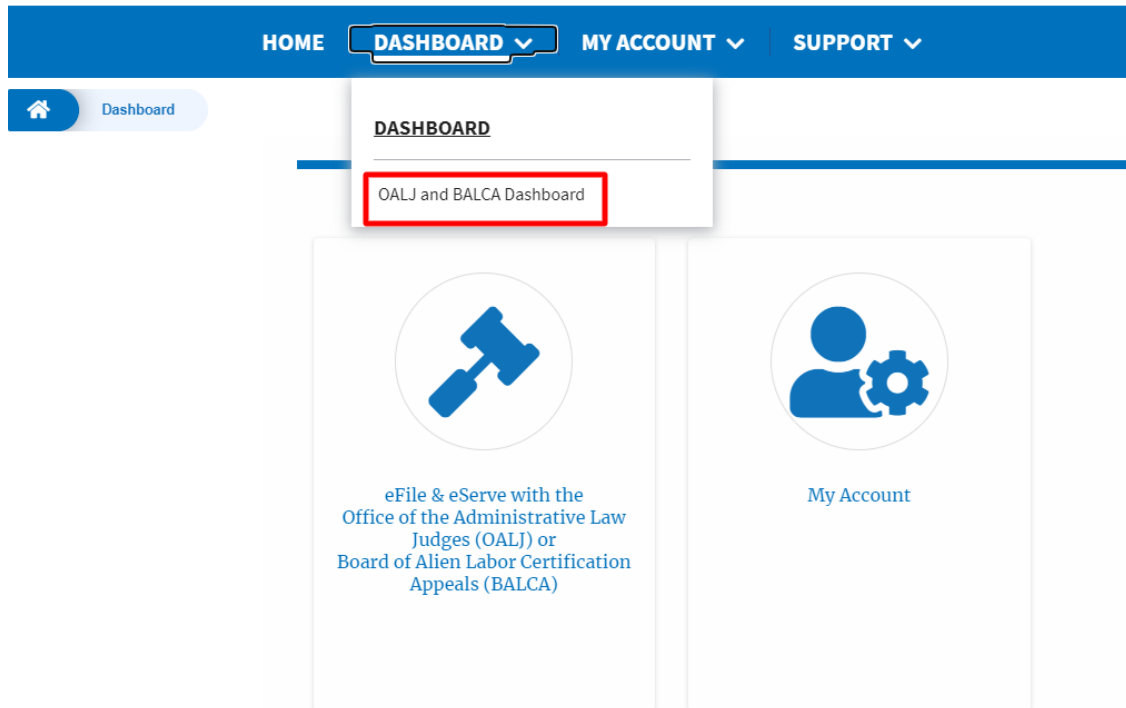 HOME DASHBOARD MY ACCOUNT SUPPORT
Dashboard
DASHBOARD
OALJ and BALCA Dashboard
eFile & eServe with the
Office of the Administrative Law
Judges (OALJ) or
Board of Alien Labor Certification
Appeals (BALCA)
My Account